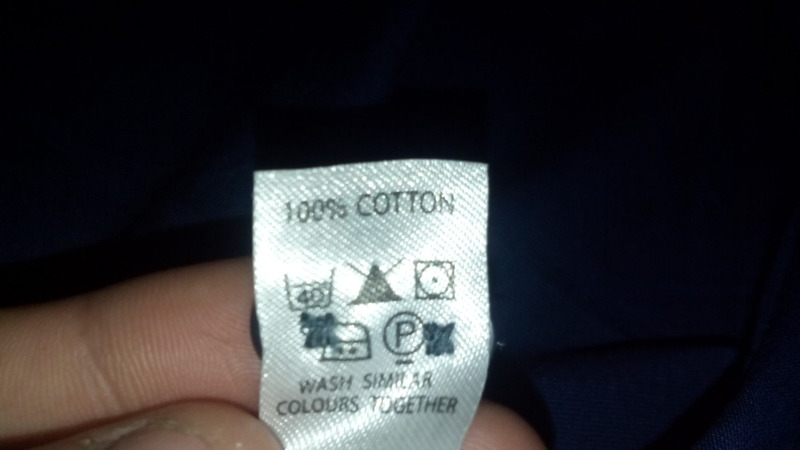 100% COTTON
40
P
WASH SIMILAR
COLOURS TOGETHER